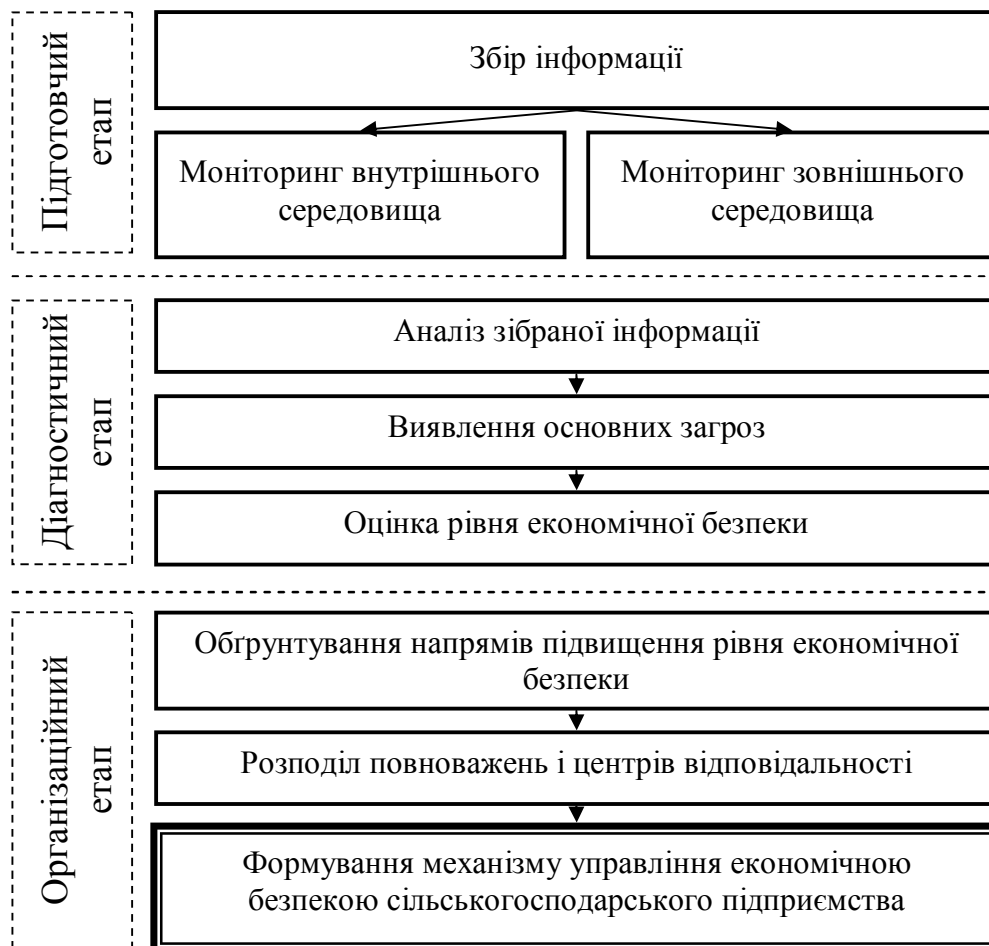 Підготовчий
етап
Збір інформації
Моніторинг внутрішнього
середовища
Моніторинг зовнішнього
середовища
Діагностичний
етап
Аналіз зібраної інформації
Виявлення основних загроз
Оцінка рівня економічної безпеки
Організаційний
етап
Обґрунтування напрямів підвищення рівня економічної
безпеки
Розподіл повноважень і центрів відповідальності
Формування механізму управління економічною
безпекою сільськогосподарського підприємства